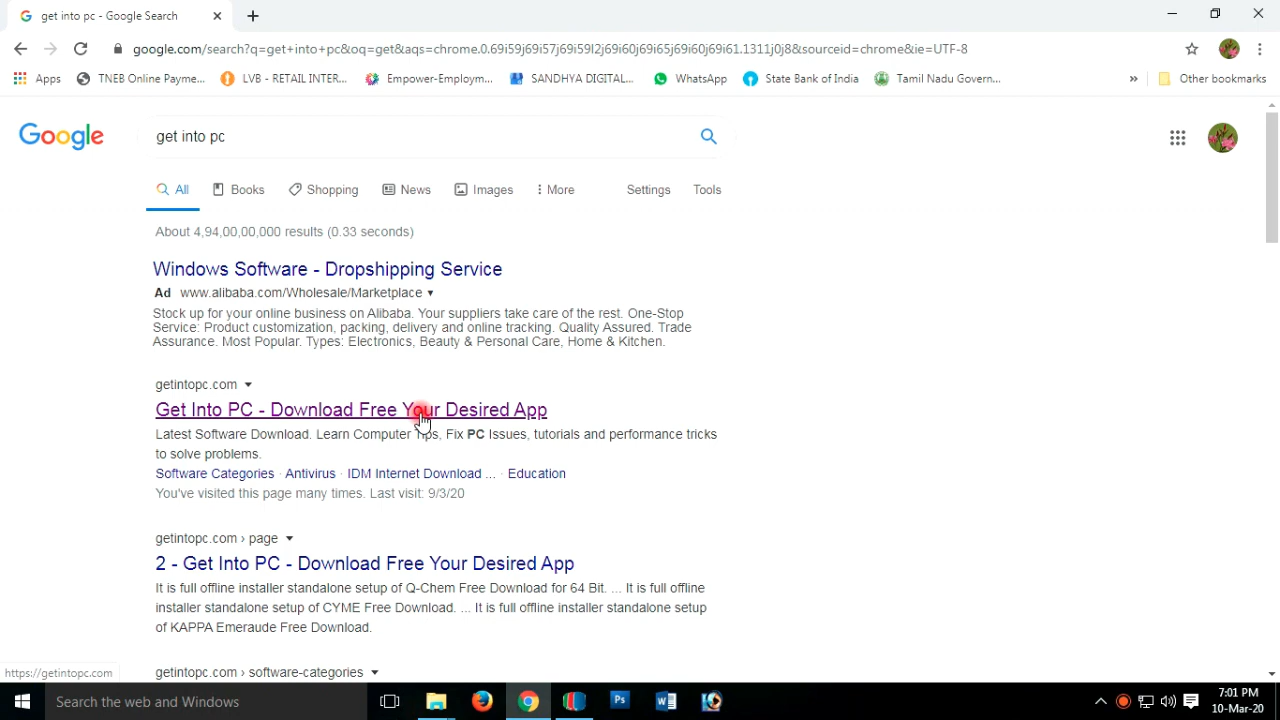 get into pc - Google Search
google.com/search?q=get+into+pc&oq=get&aqs=chrome.0.69i59j69i57j69i59l2j69i60j69i65j69i60j69i61.1311j0j8&sourceid=chrome&ie=UTF-8
Apps TNEB Online Payme... LVB - RETAIL INTER... Empower-Employm... SANDHYA DIGITAL... WhatsApp State Bank of India Tamil Nadu Govern... » Other bookmarks
Google get into pc
All Books Shopping News Images More Settings Tools
About 4,94,00,00,000 results (0.33 seconds)
Windows Software - Dropshipping Service
Ad www.alibaba.com/Wholesale/Marketplace
Stock up for your online business on Alibaba. Your suppliers take care of the rest. One-Stop
Service: Product customization, packing, delivery and online tracking. Quality Assured. Trade
Assurance. Most Popular. Types: Electronics, Beauty & Personal Care, Home & Kitchen.
getintopc.com
Get Into PC - Download Free Your Desired App
Latest Software Download. Learn Computer Tips, Fix PC Issues, tutorials and performance tricks
to solve problems.
Software Categories · Antivirus · IDM Internet Download ... · Education
You've visited this page many times. Last visit: 9/3/20
getintopc.com › page
2 - Get Into PC - Download Free Your Desired App
It is full offline installer standalone setup of Q-Chem Free Download for 64 Bit. ... It is full offline
installer standalone setup of CYME Free Download. ... It is full offline installer standalone setup
of KAPPA Emeraude Free Download.
getintopc.com › software-categories
https://getintopc.com
Search the web and Windows
7:01 PM
10-Mar-20